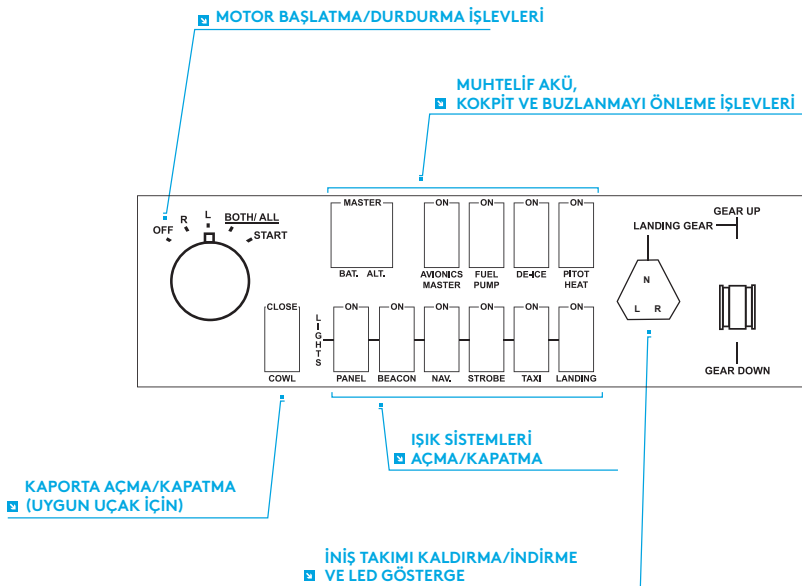 MOTOR BAŞLATMA/DURDURMA İŞLEVLERİ
MUHTELİF AKÜ,
KOKPİT VE BUZLANMAYI ÖNLEME İŞLEVLERİ
OFF R L BOTH/ ALL START
MASTER ON ON ON ON
BAT. ALT.
AVIONICS MASTER
FUEL PUMP
DE-ICE
PITOT HEAT
GEAR UP
LANDING GEAR
N
L R
GEAR DOWN
CLOSE
COWL
LIGHTS
ON ON ON ON ON ON
PANEL BEACON NAV. STROBE TAXI LANDING
IŞIK SİSTEMLERİ
AÇMA/KAPATMA
KAPORTA AÇMA/KAPATMA
(UYGUN UÇAK İÇİN)
İNİŞ TAKIMI KALDIRMA/İNDİRME
VE LED GÖSTERGE